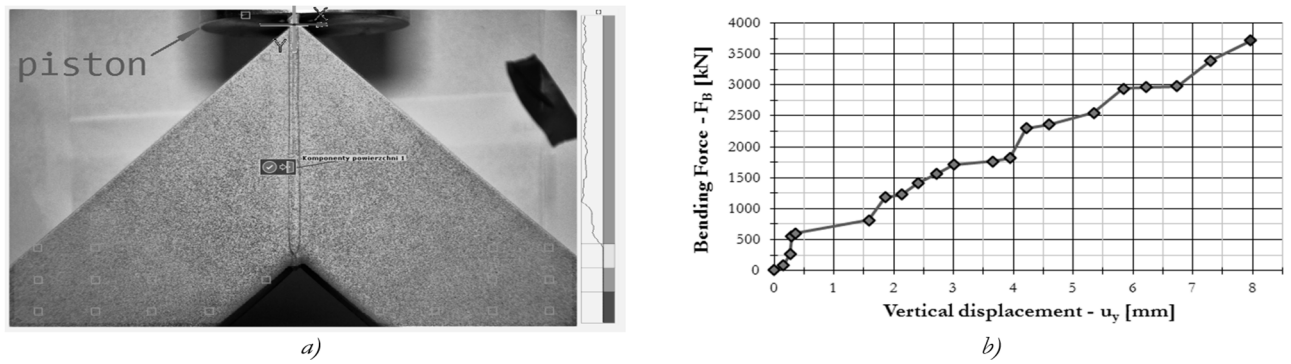 X
piston
Y
Komponenty powierzchni 1
a)
4000
3500
3000
2500
2000
1500
1000
500
0
Bending Force - F_B [kN]
0 1 2 3 4 5 6 7 8
Vertical displacement - u_y [mm]
b)